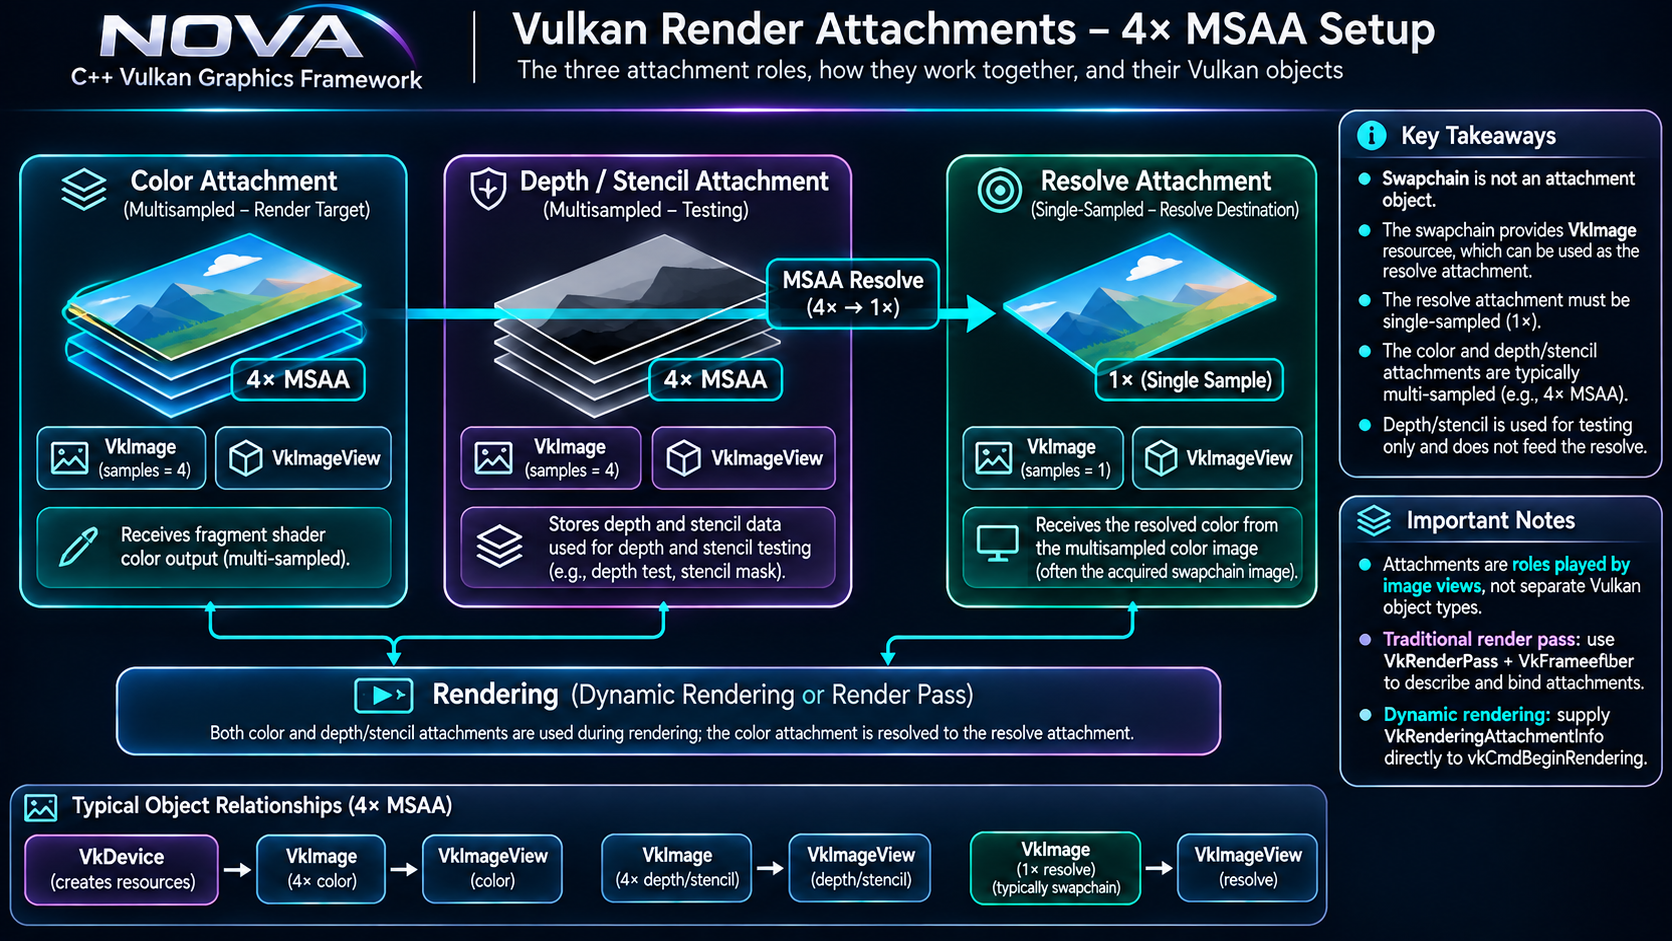 NOVA
C++ Vulkan Graphics Framework
Vulkan Render Attachments – 4× MSAA Setup
The three attachment roles, how they work together, and their Vulkan objects
Color Attachment
(Multisampled – Render Target)
4× MSAA
VkImage
(samples = 4)
VkImageView
Receives fragment shader
color output (multi-sampled).
Depth / Stencil Attachment
(Multisampled – Testing)
4× MSAA
VkImage
(samples = 4)
VkImageView
Stores depth and stencil data
used for depth and stencil testing
(e.g., depth test, stencil mask).
MSAA Resolve
(4× → 1×)
Resolve Attachment
(Single-Sampled – Resolve Destination)
1× (Single Sample)
VkImage
(samples = 1)
VkImageView
Receives the resolved color from
the multisampled color image
(often the acquired swapchain image).
Rendering (Dynamic Rendering or Render Pass)
Both color and depth/stencil attachments are used during rendering; the color attachment is resolved to the resolve attachment.
Typical Object Relationships (4× MSAA)
VkDevice
(creates resources)
VkImage
(4× color)
VkImageView
(color)
VkImage
(4× depth/stencil)
VkImageView
(depth/stencil)
VkImage
(1× resolve)
(typically swapchain)
VkImageView
(resolve)
Key Takeaways
Swapchain is not an attachment
object.
The swapchain provides VkImage
resourcee, which can be used as the
resolve attachment.
The resolve attachment must be
single-sampled (1×).
The color and depth/stencil
attachments are typically
multi-sampled (e.g., 4× MSAA).
Depth/stencil is used for testing
only and does not feed the resolve.
Important Notes
Attachments are roles played by
image views, not separate Vulkan
object types.
Traditional render pass: use
VkRenderPass + VkFrameefiber
to describe and bind attachments.
Dynamic rendering: supply
VkRenderingAttachmentInfo
directly to vkCmdBeginRendering.